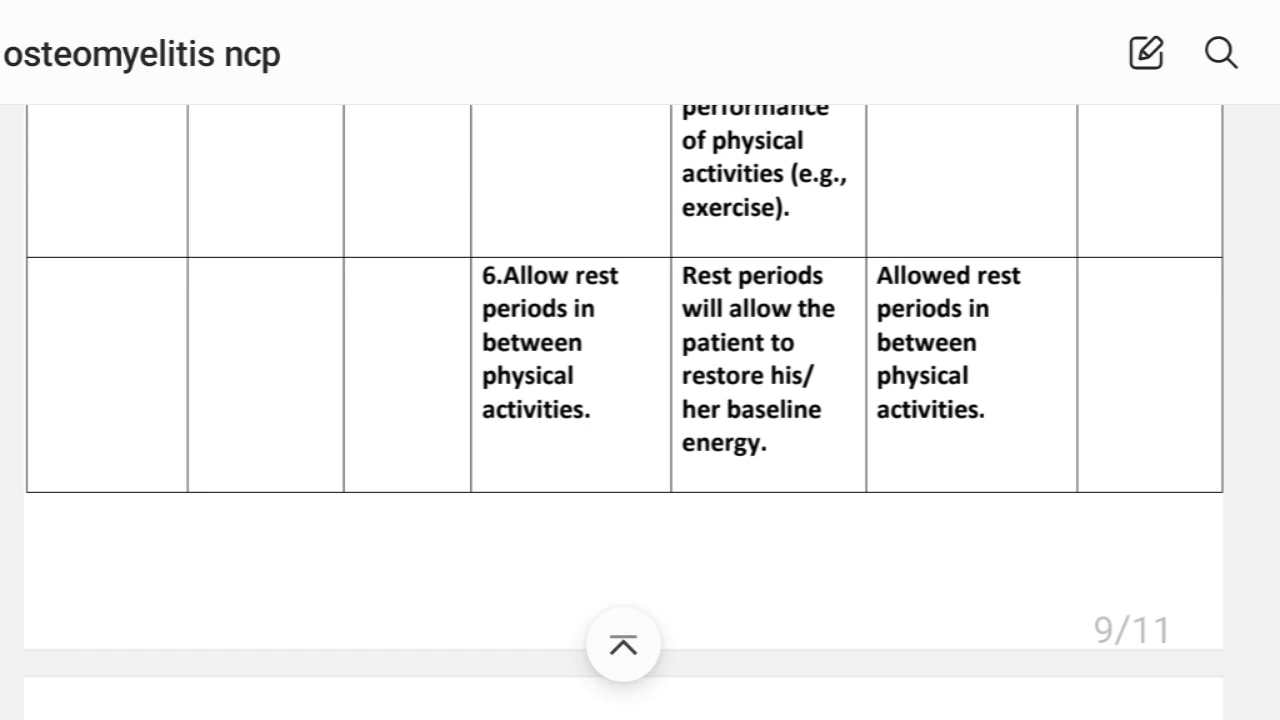 osteomyelitis ncp
performance
of physical
activities (e.g.,
exercise).
6.Allow rest
periods in
between
physical
activities.
Rest periods
will allow the
patient to
restore his/
her baseline
energy.
Allowed rest
periods in
between
physical
activities.
9/11